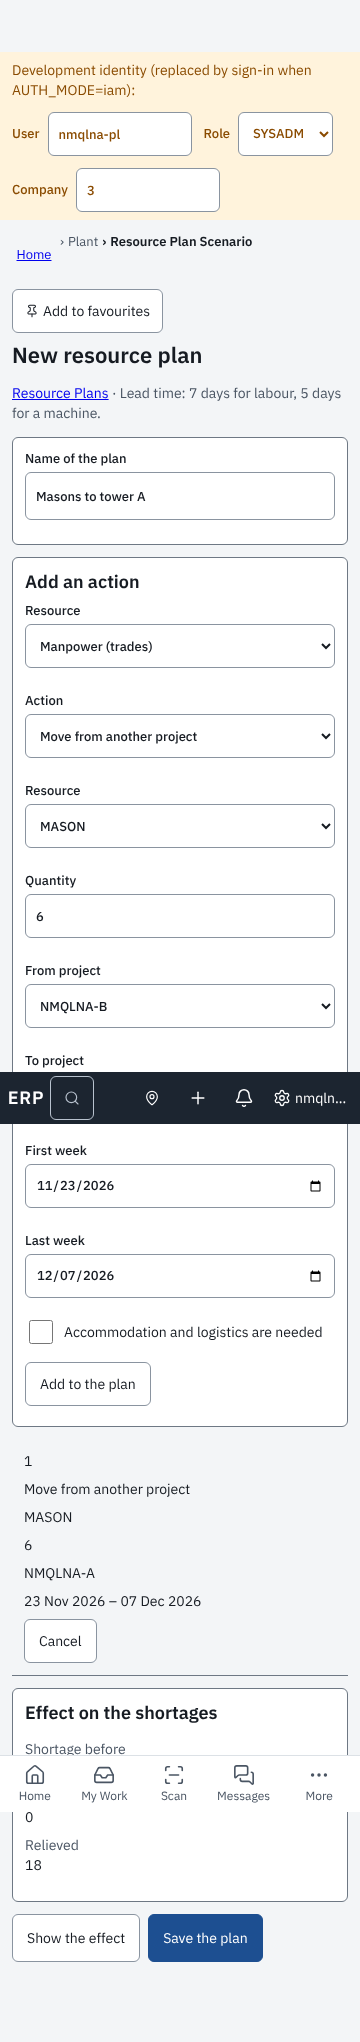 Development identity (replaced by sign-in when
AUTH_MODE=iam):
User nmqlna-pl Role SYSADM
Company 3
Home › Plant › Resource Plan Scenario
Add to favourites
New resource plan
Resource Plans · Lead time: 7 days for labour, 5 days
for a machine.
Name of the plan
Masons to tower A
Add an action
Resource
Manpower (trades)
Action
Move from another project
Resource
MASON
Quantity
6
From project
NMQLNA-B
To project
ERP nmqln...
First week
11/23/2026
Last week
12/07/2026
Accommodation and logistics are needed
Add to the plan
1
Move from another project
MASON
6
NMQLNA-A
23 Nov 2026 – 07 Dec 2026
Cancel
Effect on the shortages
Shortage before
Home My Work Scan Messages More
0
Relieved
18
Show the effect Save the plan